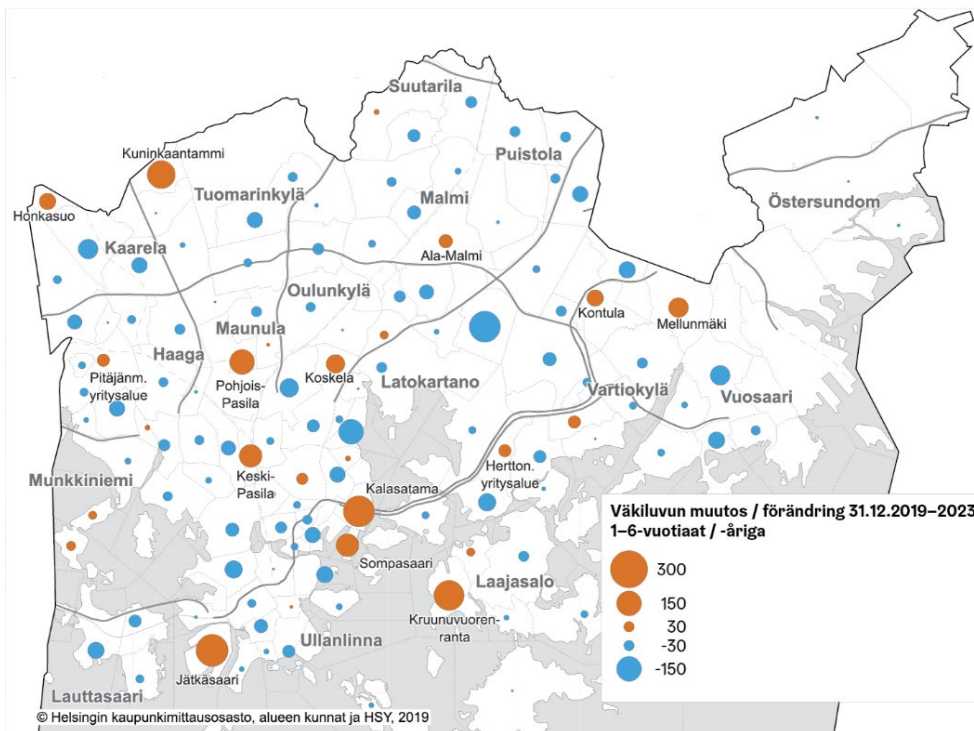 Suutarila
Kuninkaantammi
Puistola
Tuomarinkylä
Malmi
Östersundom
Honkasuo
Kaarela
Ala-Malmi
Oulunkylä
Kontula
Mellunmäki
Maunula
Haaga
Pitäjänm.
yritysalue
Pohjois-
Pasila
Koskela
Latokartano
Vartiokylä
Vuosaari
Munkkiniemi
Keski-
Pasila
Hertton.
yritysalue
Kalasatama
Sompasaari
Laajasalo
Kruunuvuoren-
ranta
Ullanlinna
Jätkäsaari
Lauttasaari
Väkiluvun muutos / förändring 31.12.2019–2023
1–6-vuotiaat / -åriga
300
150
30
-30
-150
© Helsingin kaupunkimittausosasto, alueen kunnat ja HSY, 2019